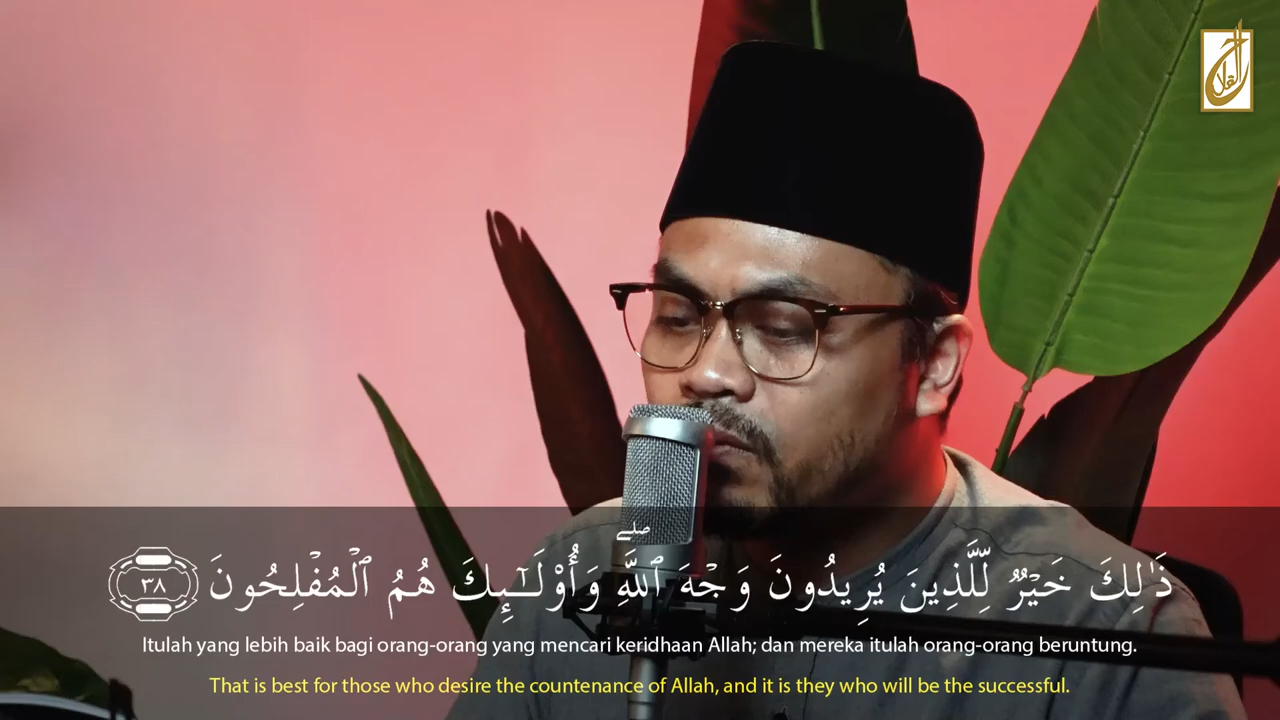 ذَٰلِكَ خَيْرٌ لِّلَّذِينَ يُرِيدُونَ وَجْهَ ٱللَّهِ ۖ وَأُو۟لَـٰٓئِكَ هُمُ ٱلْمُفْلِحُونَ ٣٨
Itulah yang lebih baik bagi orang-orang yang mencari keridhaan Allah; dan mereka itulah orang-orang beruntung.
That is best for those who desire the countenance of Allah, and it is they who will be the successful.